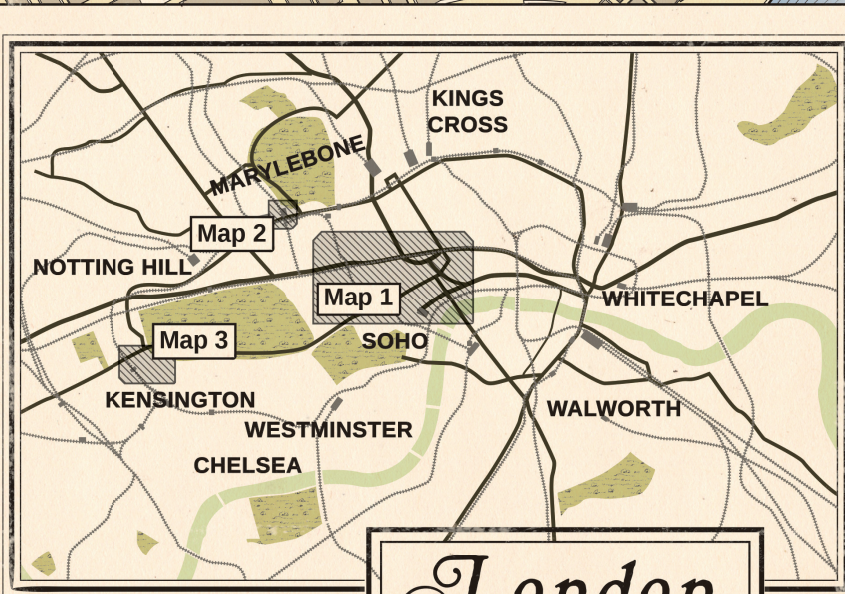 KINGS
CROSS
MARYLEBONE
Map 2
NOTTING HILL
Map 1
WHITECHAPEL
Map 3
SOHO
KENSINGTON
WALWORTH
WESTMINSTER
CHELSEA
London